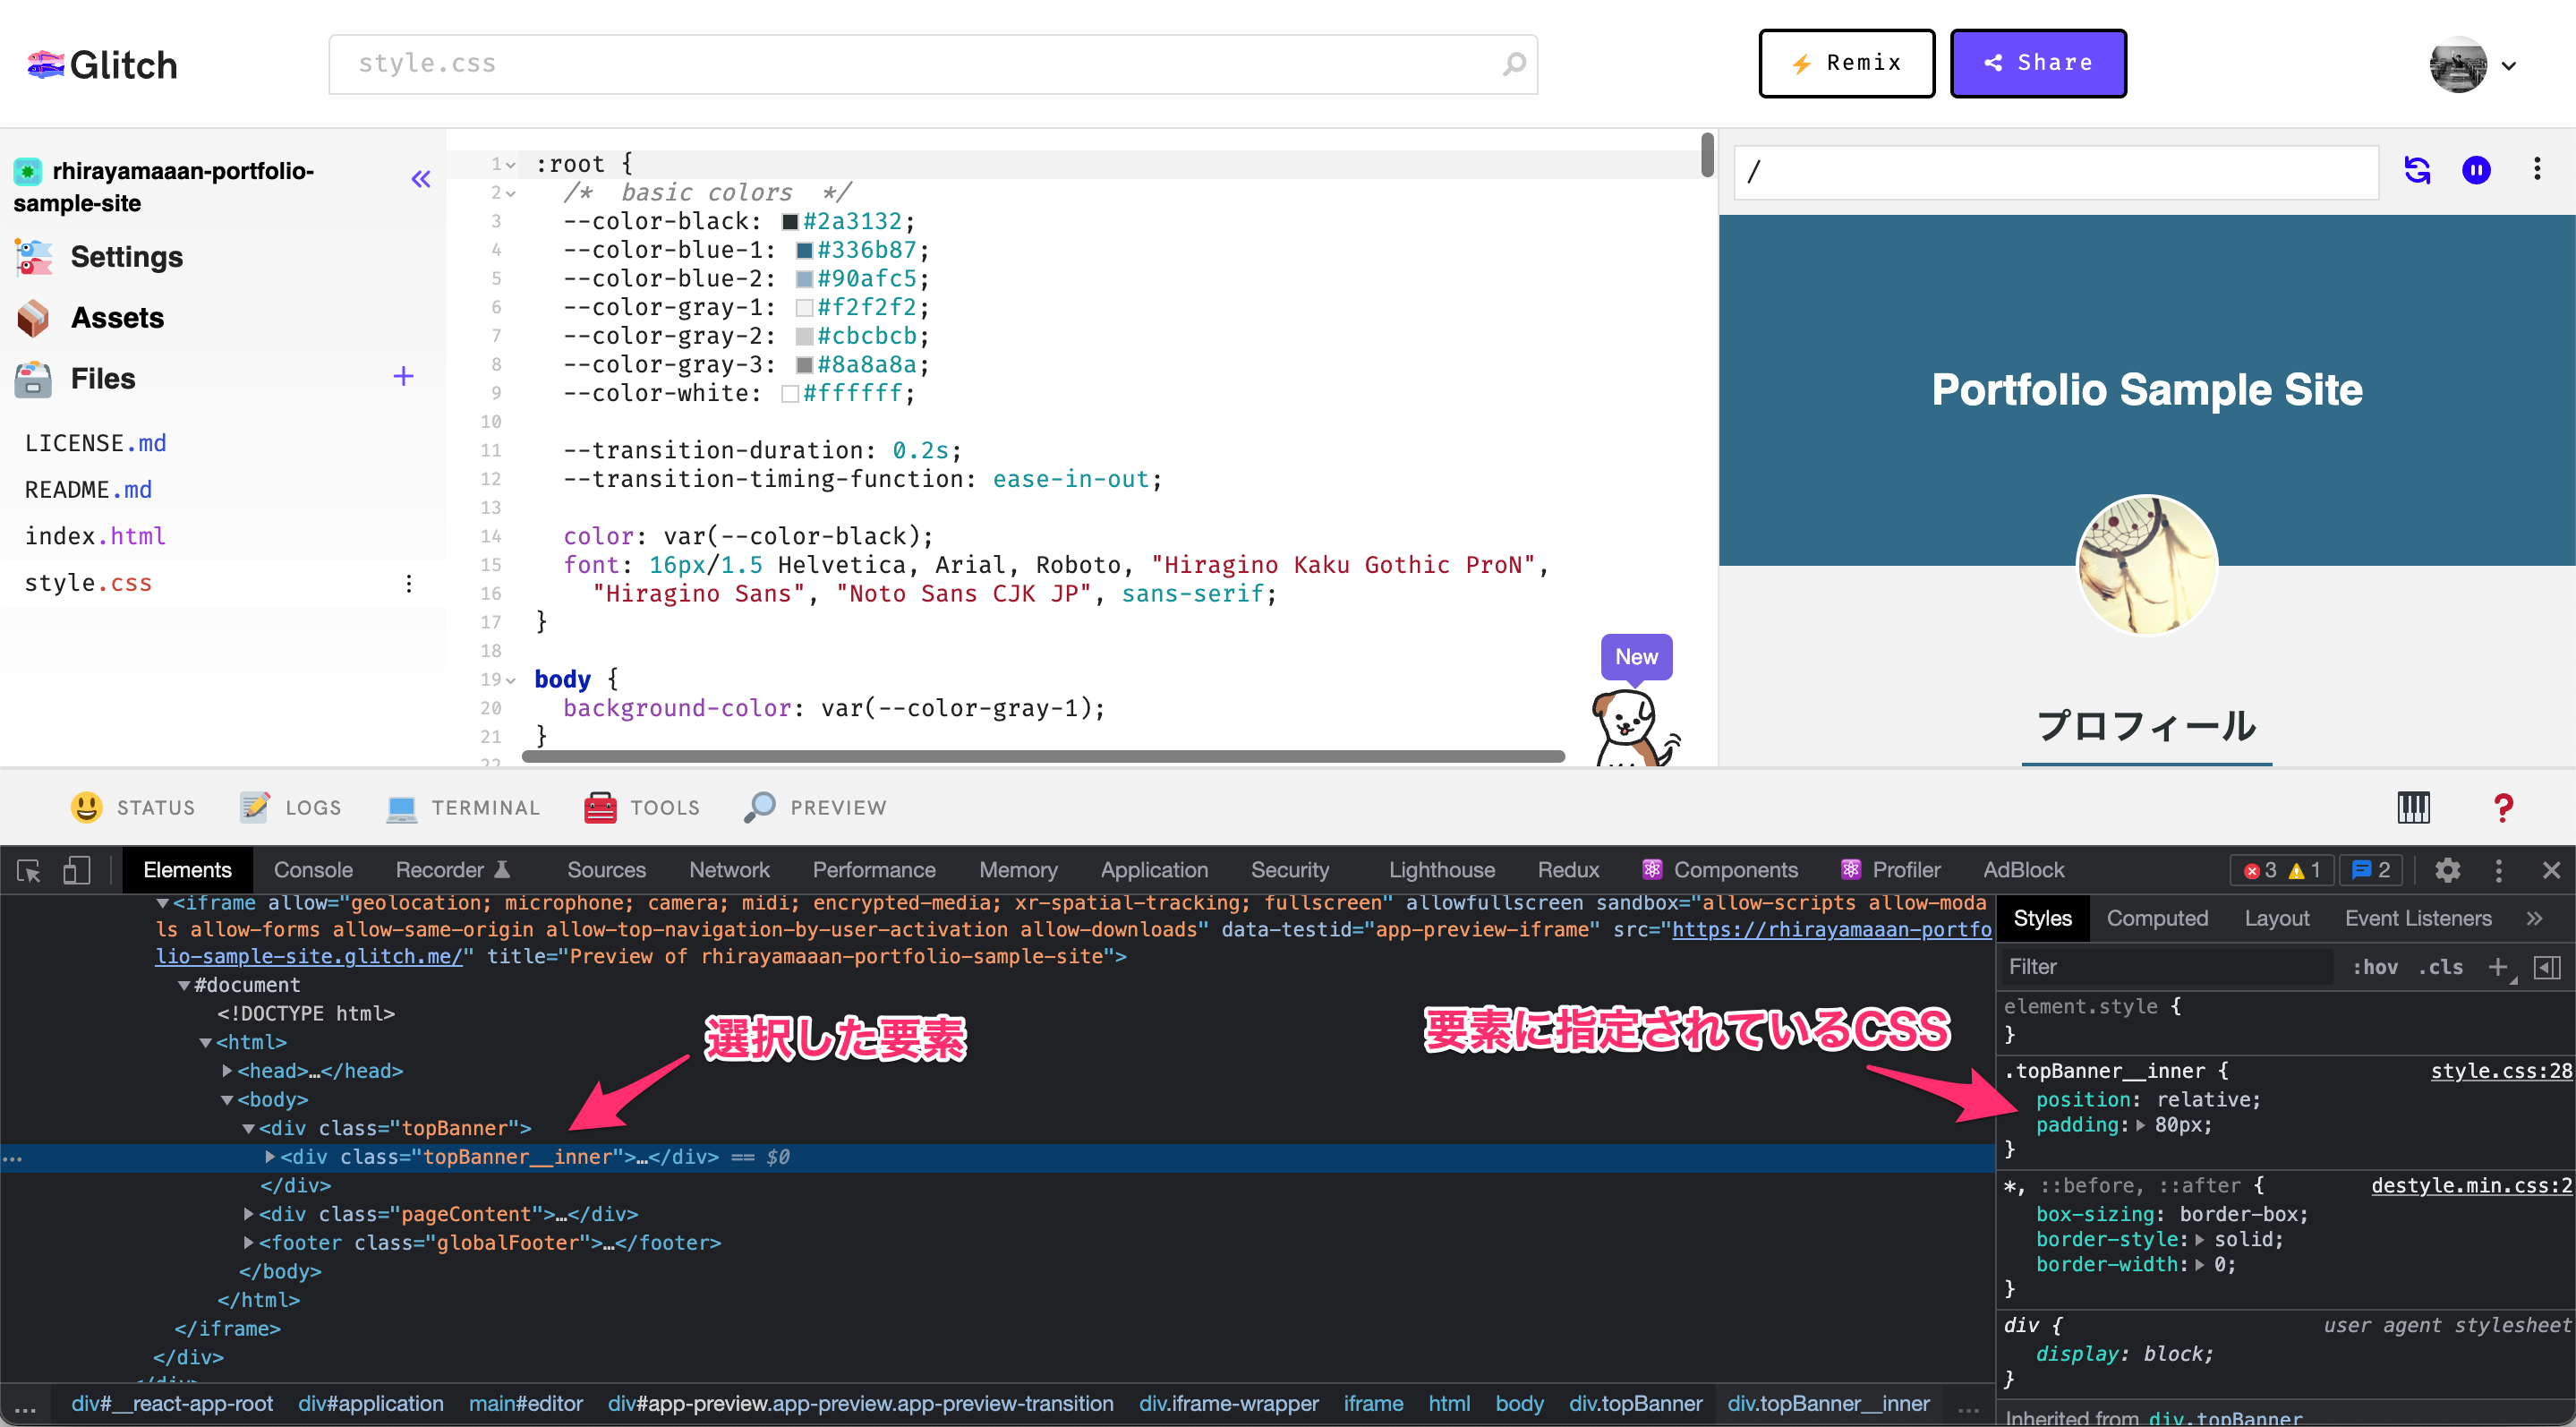 Glitch
style.css
Remix
Share
rhirayamaaan-portfolio-
sample-site
Settings
Assets
Files
LICENSE.md
README.md
index.html
style.css
1 :root {
2 /*  basic colors  */
3 --color-black: #2a3132;
4 --color-blue-1: #336b87;
5 --color-blue-2: #90afc5;
6 --color-gray-1: #f2f2f2;
7 --color-gray-2: #cbcbcb;
8 --color-gray-3: #8a8a8a;
9 --color-white: #ffffff;
10
11 --transition-duration: 0.2s;
12 --transition-timing-function: ease-in-out;
13
14 color: var(--color-black);
15 font: 16px/1.5 Helvetica, Arial, Roboto, "Hiragino Kaku Gothic ProN",
16 "Hiragino Sans", "Noto Sans CJK JP", sans-serif;
17 }
18
19 body {
20 background-color: var(--color-gray-1);
21 }
22
New
/
Portfolio Sample Site
プロフィール
STATUS
LOGS
TERMINAL
TOOLS
PREVIEW
?
Elements
Console
Recorder
Sources
Network
Performance
Memory
Application
Security
Lighthouse
Redux
Components
Profiler
AdBlock
3
1
2
<iframe allow="geolocation; microphone; camera; midi; encrypted-media; xr-spatial-tracking; fullscreen" allowfullscreen sandbox="allow-scripts allow-moda
ls allow-forms allow-same-origin allow-top-navigation-by-user-activation allow-downloads" data-testid="app-preview-iframe" src="https://rhirayamaaan-portfo
lio-sample-site.glitch.me/" title="Preview of rhirayamaaan-portfolio-sample-site">
#document
<!DOCTYPE html>
<html>
<head>…</head>
<body>
<div class="topBanner">
… <div class="topBanner__inner">…</div> == $0
</div>
<div class="pageContent">…</div>
<footer class="globalFooter">…</footer>
</body>
</html>
</iframe>
</div>
</div>
選択した要素
要素に指定されているCSS
Styles
Computed
Layout
Event Listeners
Filter
:hov
.cls
element.style {
}
.topBanner__inner { style.css:28
position: relative;
padding: 80px;
}
*, ::before, ::after { destyle.min.css:2
box-sizing: border-box;
border-style: solid;
border-width: 0;
}
div { user agent stylesheet
display: block;
}
Inherited from div.topBanner
… div#__react-app-root div#application main#editor div#app-preview.app-preview.app-preview-transition div.iframe-wrapper iframe html body div.topBanner div.topBanner__inner …